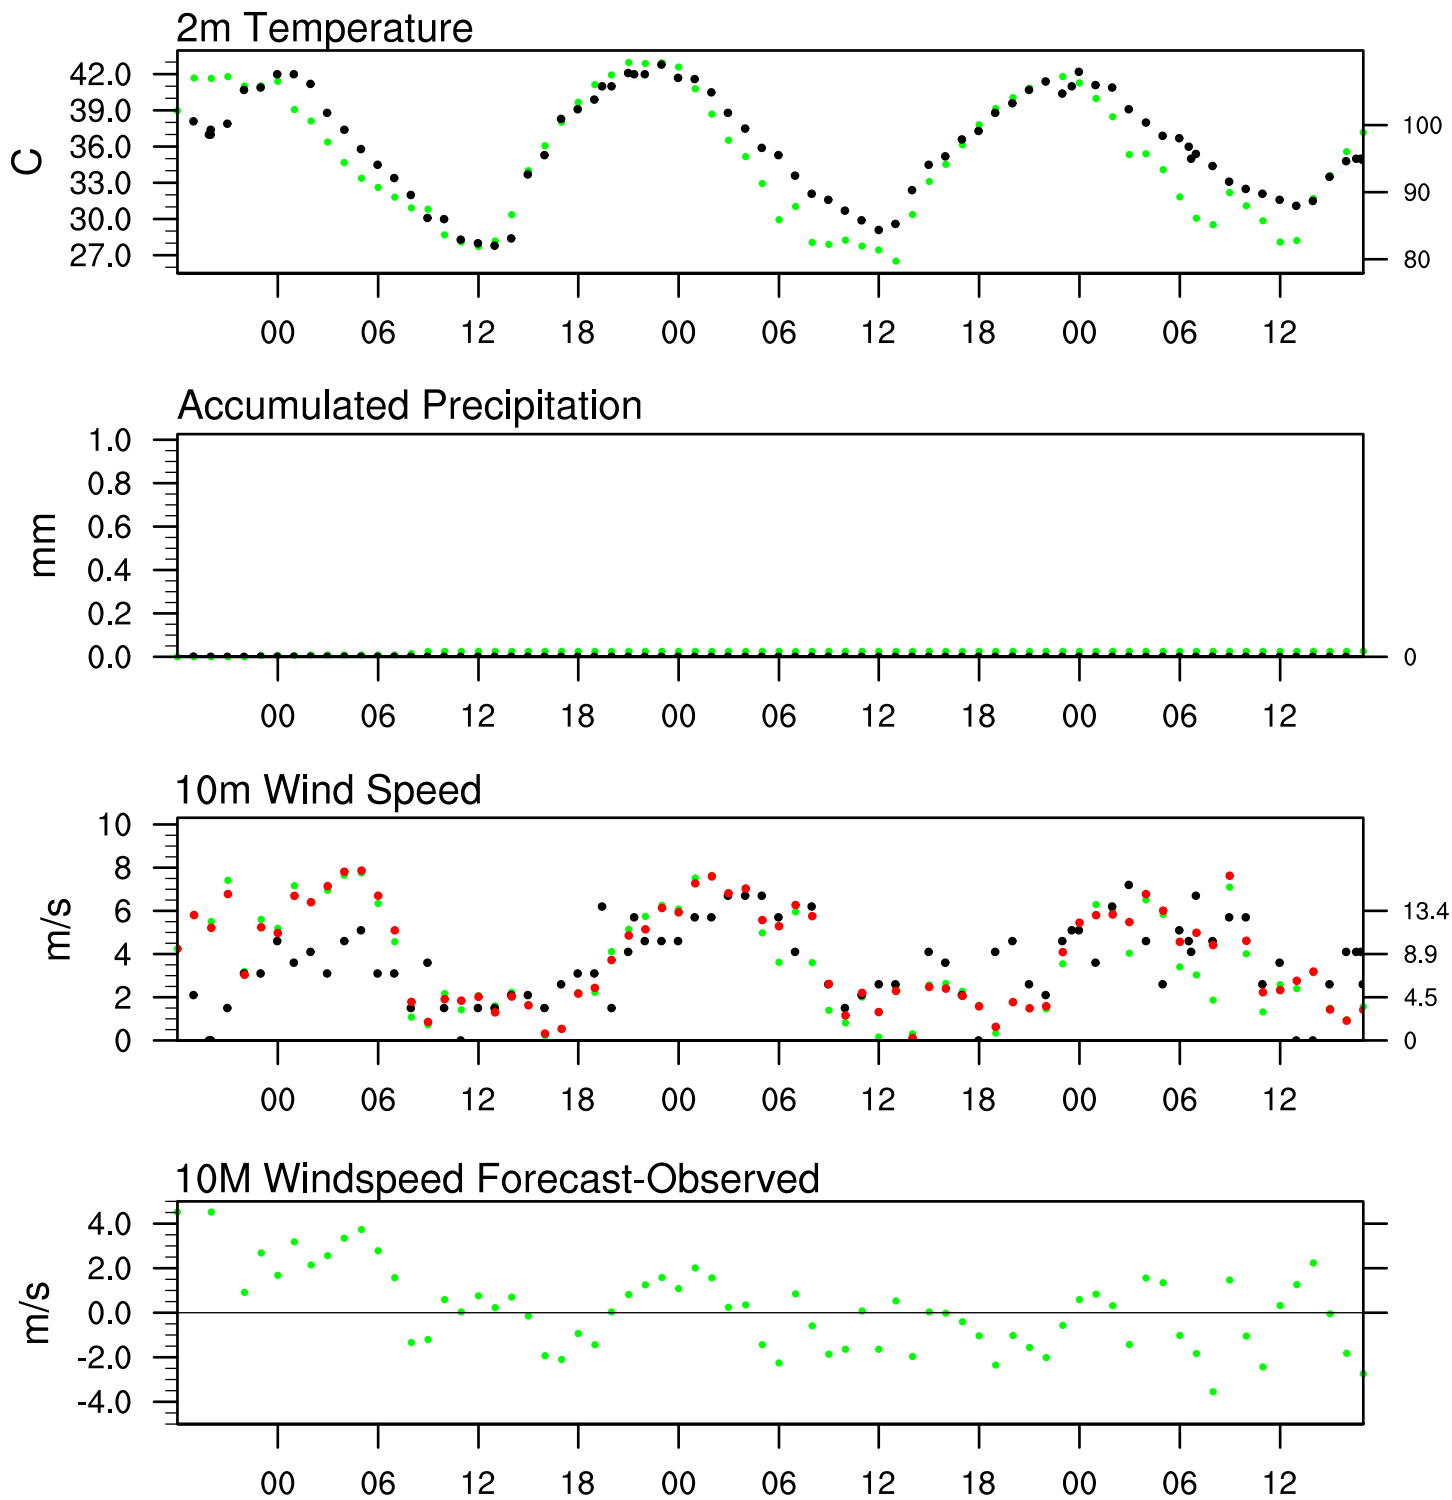 2m Temperature
42.0
39.0
36.0
33.0
30.0
27.0
C
100
90
80
00 06 12 18 00 06 12 18 00 06 12
Accumulated Precipitation
1.0
0.8
0.6
0.4
0.2
0.0
mm
0
00 06 12 18 00 06 12 18 00 06 12
10m Wind Speed
10
8
6
4
2
0
m/s
13.4
8.9
4.5
0
00 06 12 18 00 06 12 18 00 06 12
10M Windspeed Forecast-Observed
4.0
2.0
0.0
-2.0
-4.0
m/s
00 06 12 18 00 06 12 18 00 06 12